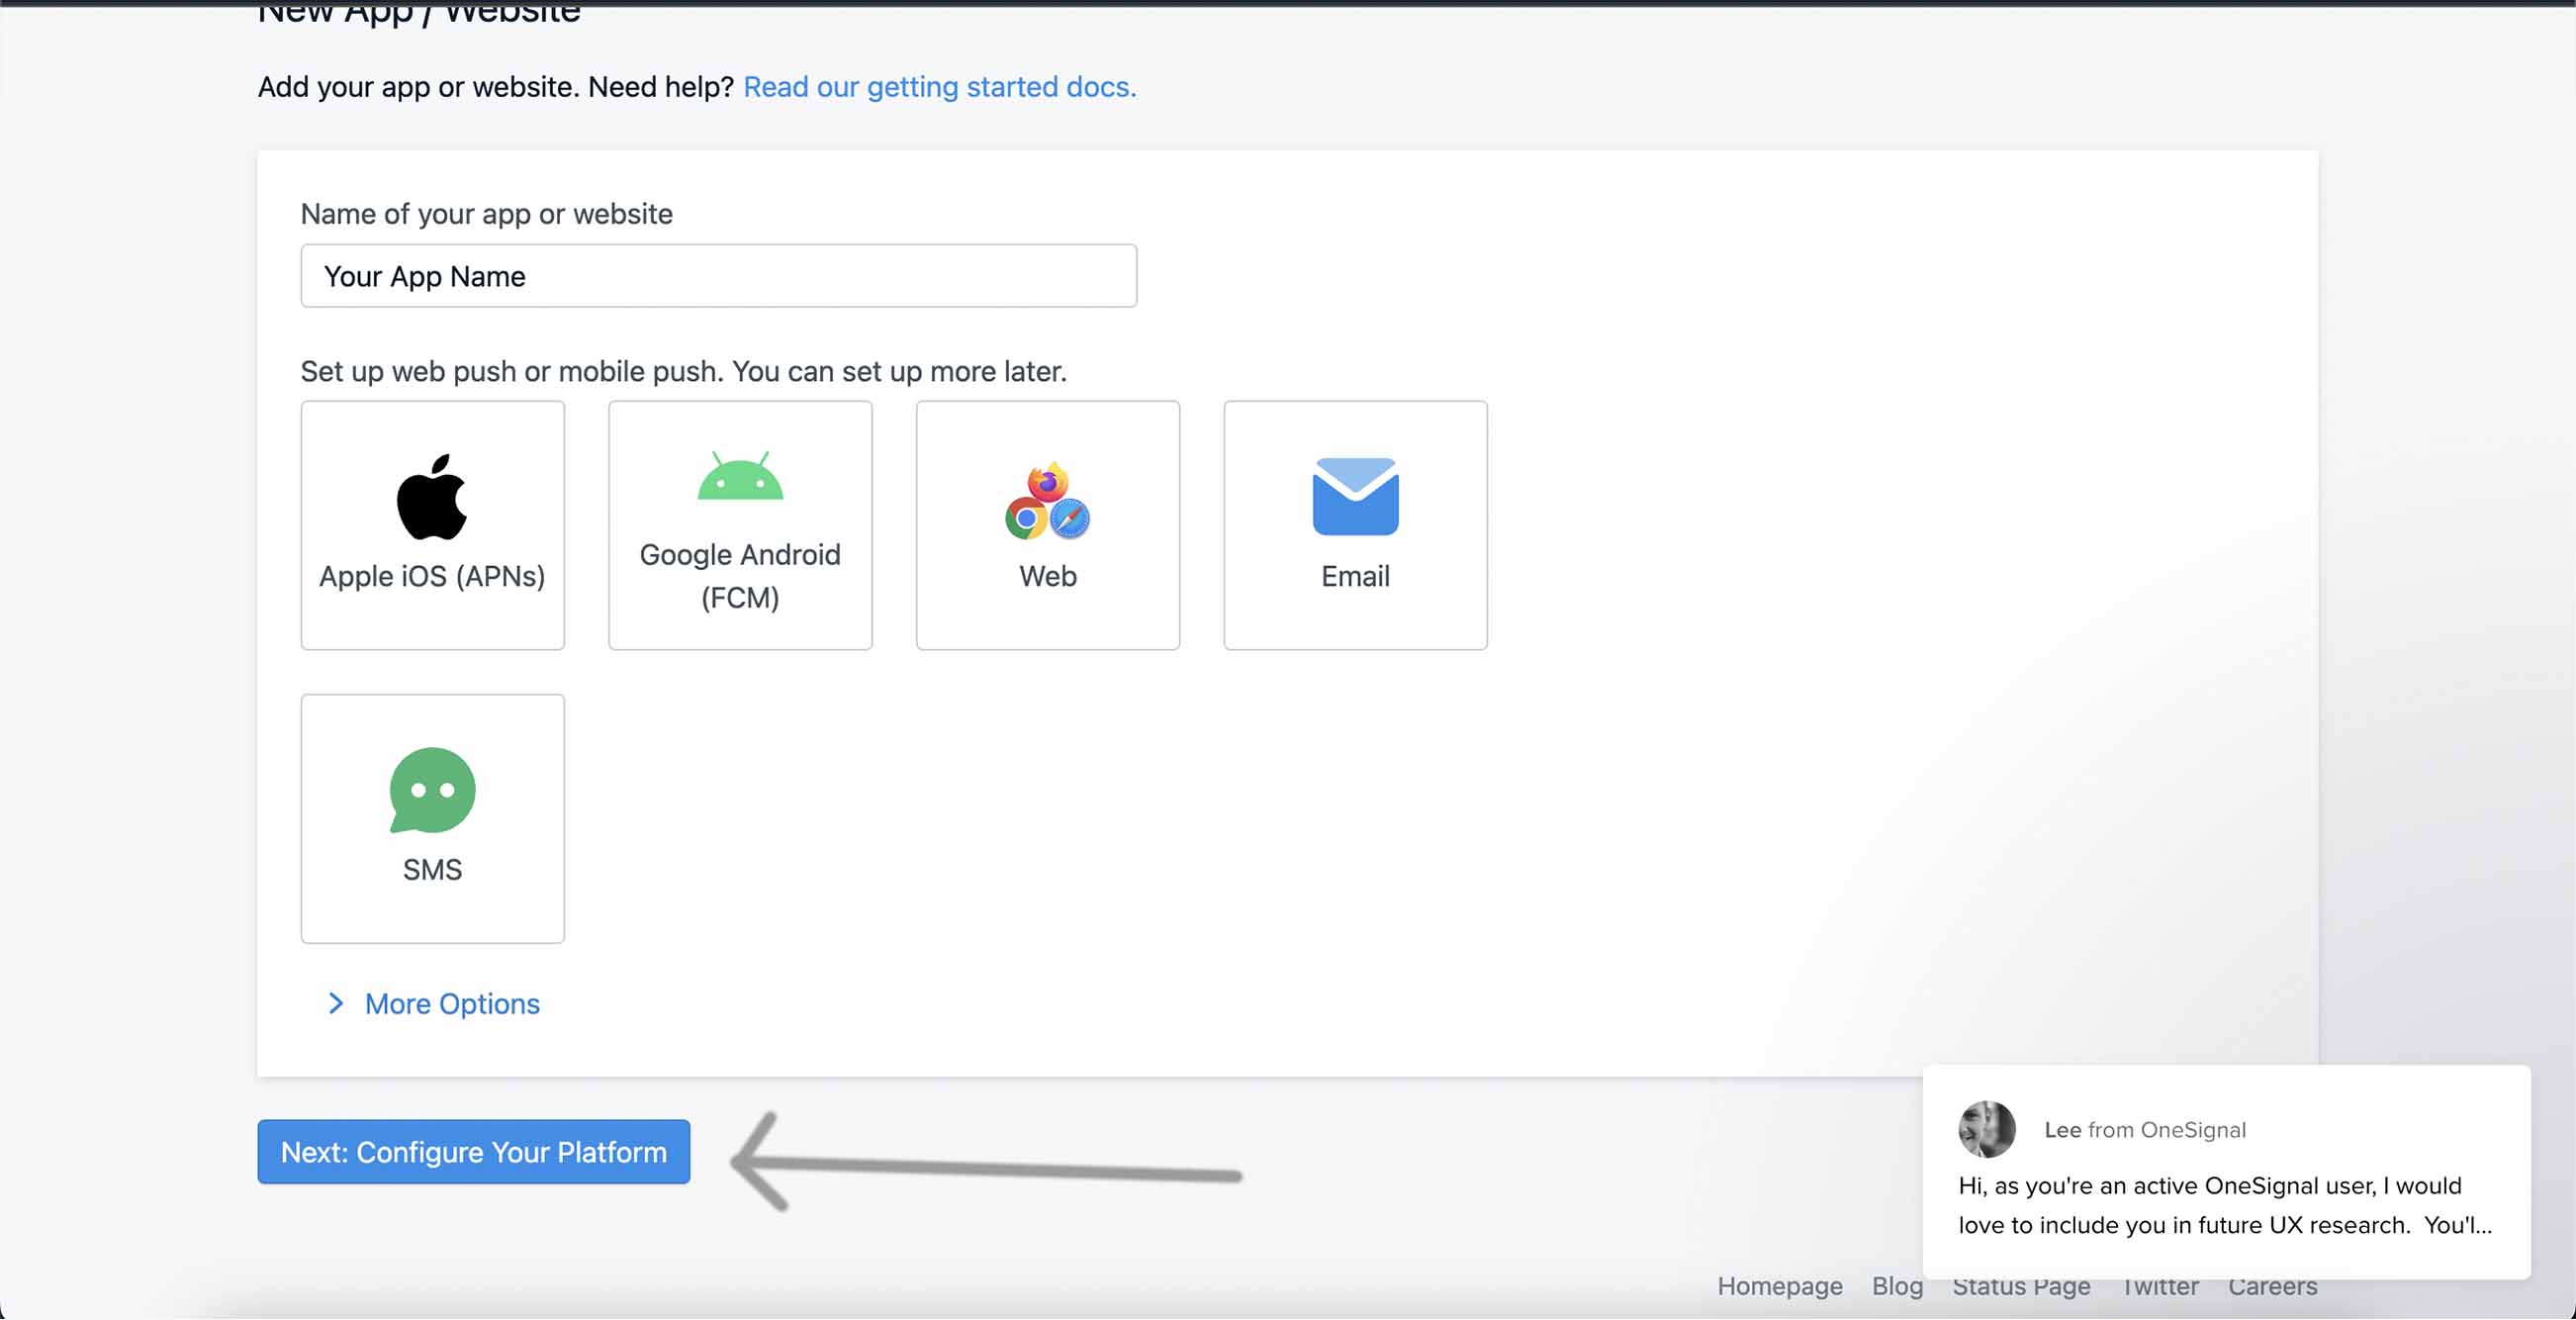 New App / Website
Add your app or website. Need help? Read our getting started docs.
Name of your app or website
Your App Name
Set up web push or mobile push. You can set up more later.
Apple iOS (APNs)
Google Android
(FCM)
Web
Email
SMS
More Options
Next: Configure Your Platform
Lee from OneSignal
Hi, as you're an active OneSignal user, I would
love to include you in future UX research. You'l...
Homepage Blog Status Page Twitter Careers